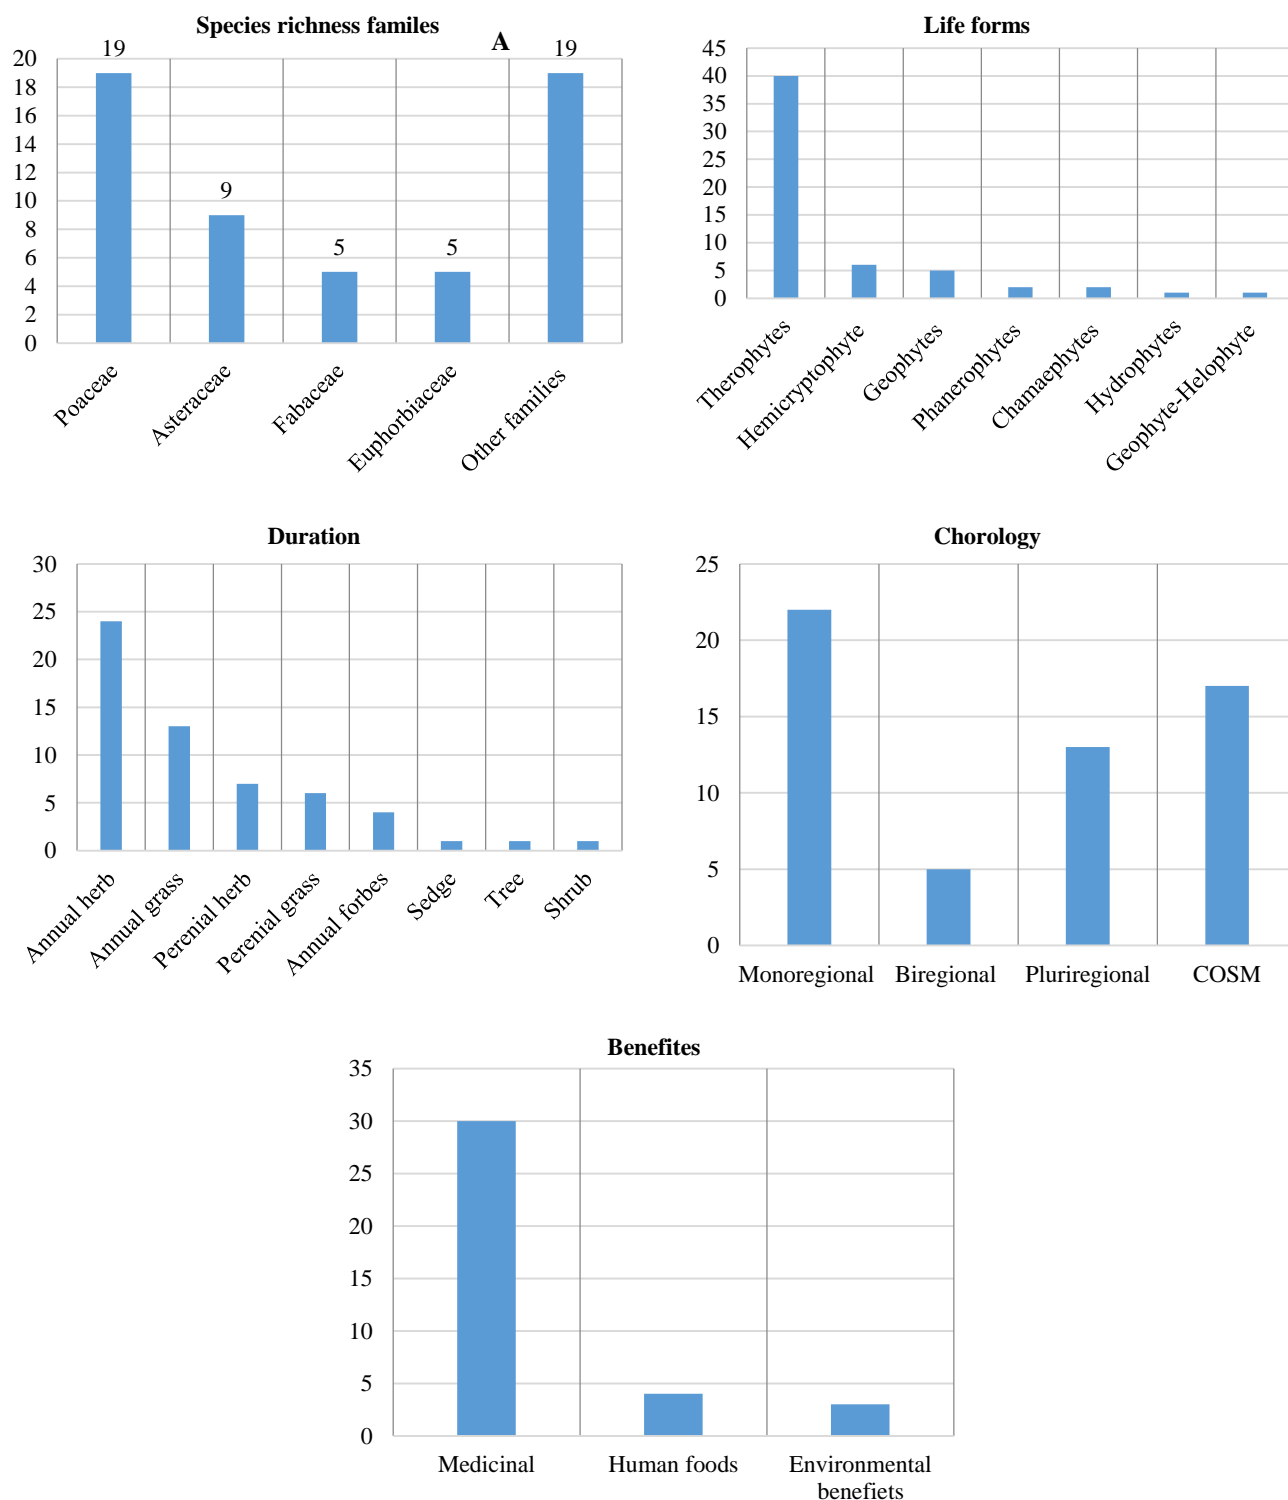 Species richness familes
A
20
18
16
14
12
10
8
6
4
2
0
19
9
5
5
19
Poaceae
Asteraceae
Fabaceae
Euphorbiaceae
Other families
Life forms
45
40
35
30
25
20
15
10
5
0
Therophytes
Hemicryptophyte
Geophytes
Phanerophytes
Chamaephytes
Hydrophytes
Geophyte-Helophyte
Duration
30
25
20
15
10
5
0
Annual herb
Annual grass
Perenial herb
Perenial grass
Annual forbes
Sedge
Tree
Shrub
Chorology
25
20
15
10
5
0
Monoregional
Biregional
Pluriregional
COSM
Benefites
35
30
25
20
15
10
5
0
Medicinal
Human foods
Environmental
benefiets